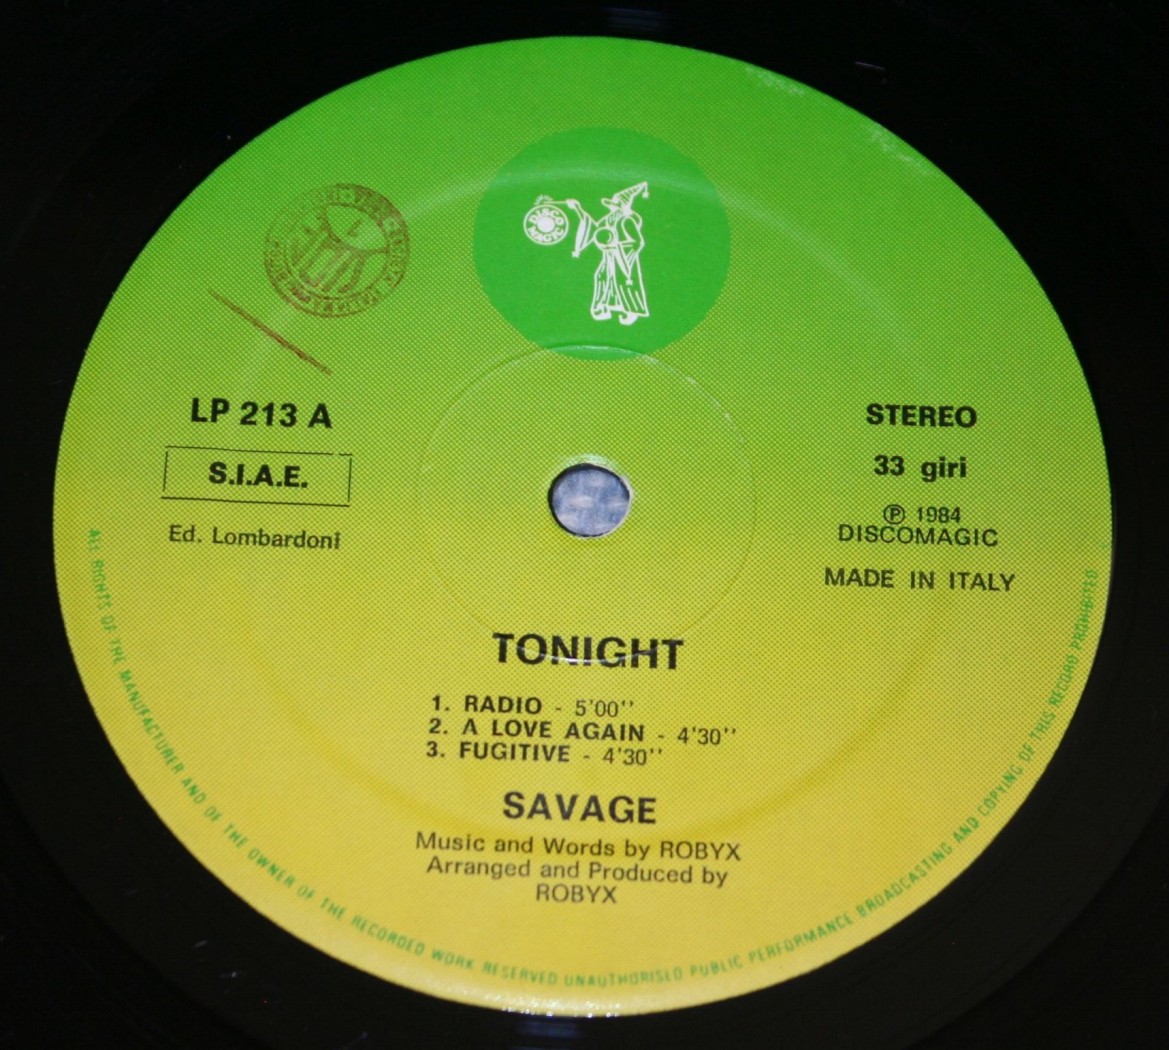 DISCO
MAGIC
LP 213 A
S.I.A.E.
Ed. Lombardoni
STEREO
33 giri
Ⓟ 1984
DISCOMAGIC
MADE IN ITALY
TONIGHT
1. RADIO - 5'00''
2. A LOVE AGAIN - 4'30''
3. FUGITIVE - 4'30''
SAVAGE
Music and Words by ROBYX
Arranged and Produced by
ROBYX
ALL RIGHTS OF THE MANUFACTURER AND OF THE OWNER OF THE RECORDED WORK RESERVED UNAUTHORISED PUBLIC PERFORMANCE BROADCASTING AND COPYING OF THIS RECORD PROHIBITED